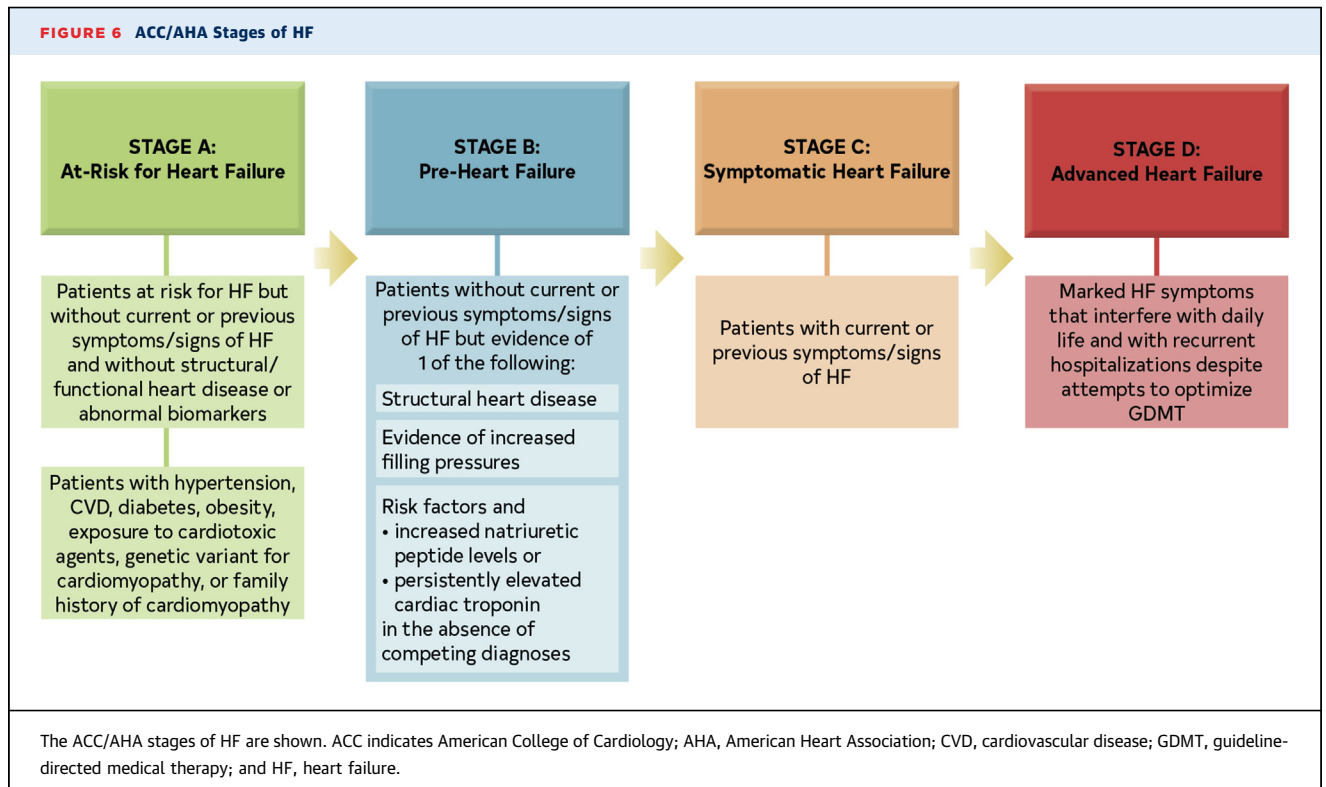 FIGURE 6 ACC/AHA Stages of HF
STAGE A:
At-Risk for Heart Failure
Patients at risk for HF but
without current or previous
symptoms/signs of HF
and without structural/
functional heart disease or
abnormal biomarkers
Patients with hypertension,
CVD, diabetes, obesity,
exposure to cardiotoxic
agents, genetic variant for
cardiomyopathy, or family
history of cardiomyopathy
STAGE B:
Pre-Heart Failure
Patients without current or
previous symptoms/signs
of HF but evidence of
1 of the following:
Structural heart disease
Evidence of increased
filling pressures
Risk factors and
• increased natriuretic
peptide levels or
• persistently elevated
cardiac troponin
in the absence of
competing diagnoses
STAGE C:
Symptomatic Heart Failure
Patients with current or
previous symptoms/signs
of HF
STAGE D:
Advanced Heart Failure
Marked HF symptoms
that interfere with daily
life and with recurrent
hospitalizations despite
attempts to optimize
GDMT
The ACC/AHA stages of HF are shown. ACC indicates American College of Cardiology; AHA, American Heart Association; CVD, cardiovascular disease; GDMT, guideline-
directed medical therapy; and HF, heart failure.